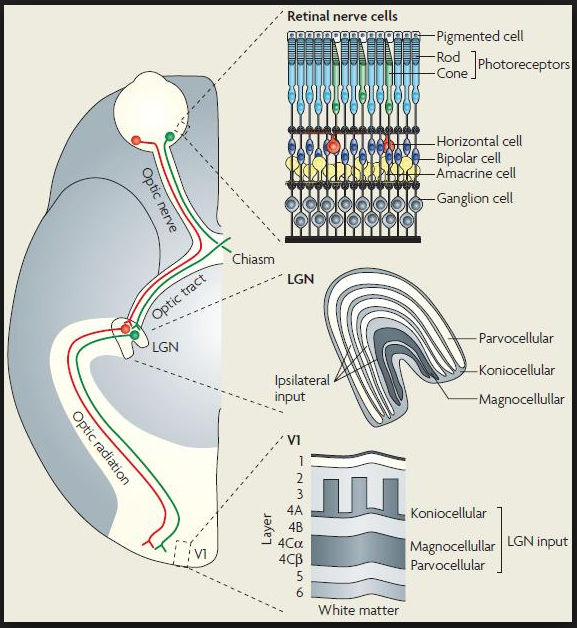 Retinal nerve cells
Pigmented cell
Rod
Cone
Photoreceptors
Horizontal cell
Bipolar cell
Amacrine cell
Ganglion cell
Optic nerve
Chiasm
Optic tract
LGN
LGN
Parvocellular
Koniocellular
Magnocellullar
Ipsilateral
input
Optic radiation
V1
V1
Layer
1
2
3
4A
4B
4Cα
4Cβ
5
6
Koniocellular
Magnocellullar
Parvocellular
LGN input
White matter